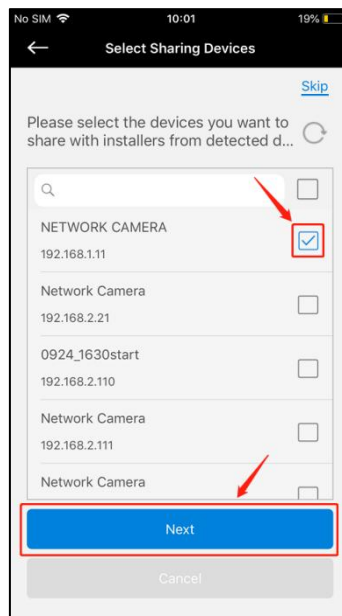 No SIM 10:01 19%
Select Sharing Devices
Skip
Please select the devices you want to
share with installers from detected d...
NETWORK CAMERA
192.168.1.11
Network Camera
192.168.2.21
0924_1630start
192.168.2.110
Network Camera
192.168.2.111
Network Camera
Next
Cancel